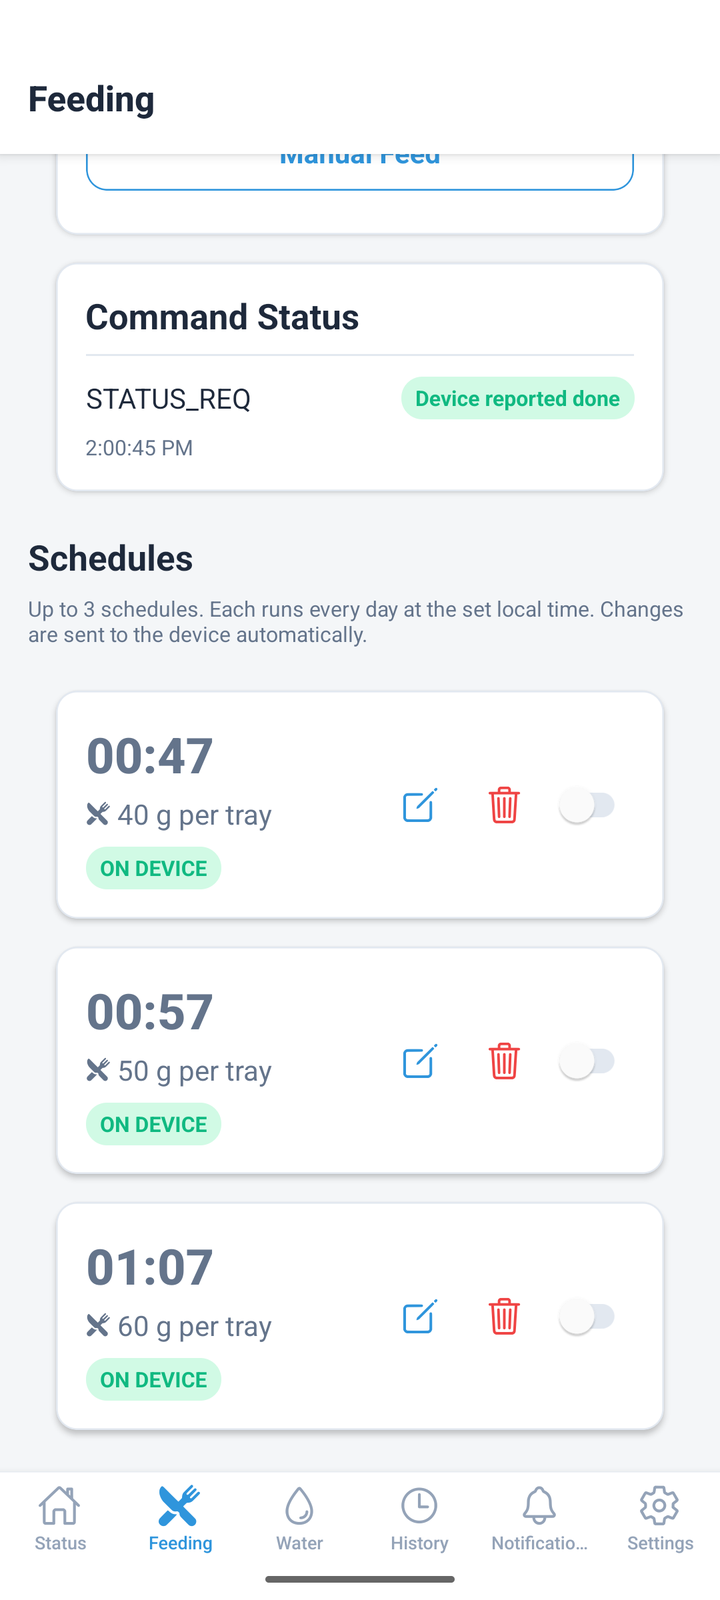 Feeding
Manual Feed
Command Status
STATUS_REQ
Device reported done
2:00:45 PM
Schedules
Up to 3 schedules. Each runs every day at the set local time. Changes
are sent to the device automatically.
00:47
40 g per tray
ON DEVICE
00:57
50 g per tray
ON DEVICE
01:07
60 g per tray
ON DEVICE
Status
Feeding
Water
History
Notificatio...
Settings